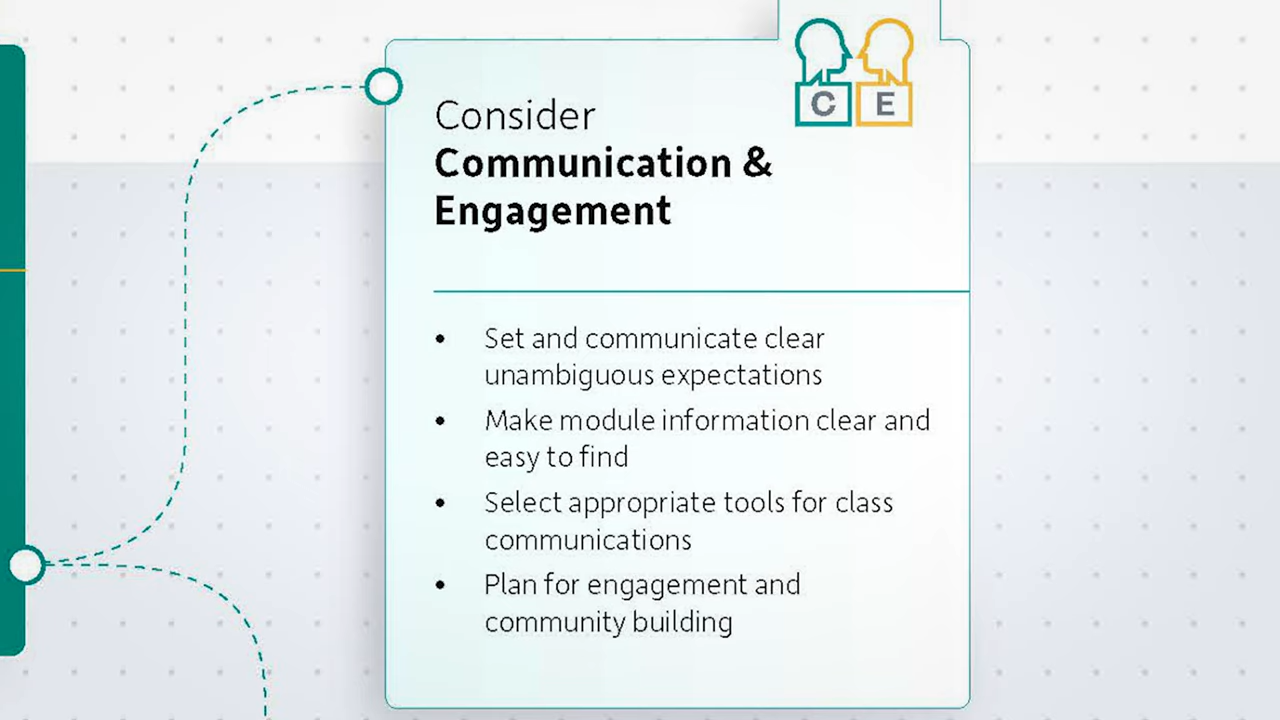 C E
Consider
Communication &
Engagement
• Set and communicate clear
unambiguous expectations
• Make module information clear and
easy to find
• Select appropriate tools for class
communications
• Plan for engagement and
community building